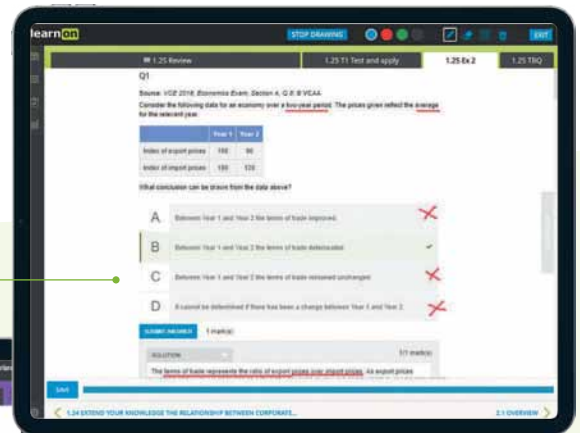 learnon
STOP DRAWING
EXIT
1.25 Review
1.25 T1 Test and apply
1.25 Ex 2
1.25 TBQ
Q1
Source: VCE 2018, Economics Exam, Section A, Q 8; © VCAA
Consider the following data for an economy over a two-year period. The prices given reflect the average
for the relevant year.
Year 1 Year 2
Index of export prices 100 90
Index of import prices 100 120
What conclusion can be drawn from the data above?
A Between Year 1 and Year 2 the terms of trade improved.
B Between Year 1 and Year 2 the terms of trade deteriorated.
C Between Year 1 and Year 2 the terms of trade remained unchanged.
D It cannot be determined if there has been a change between Year 1 and Year 2.
SUBMIT ANSWER 1 mark(s)
SOLUTION 1/1 mark(s)
The terms of trade represents the ratio of export prices over import prices. As export prices
SAVE
1.24 EXTEND YOUR KNOWLEDGE THE RELATIONSHIP BETWEEN CORPORATE...
2.1 OVERVIEW